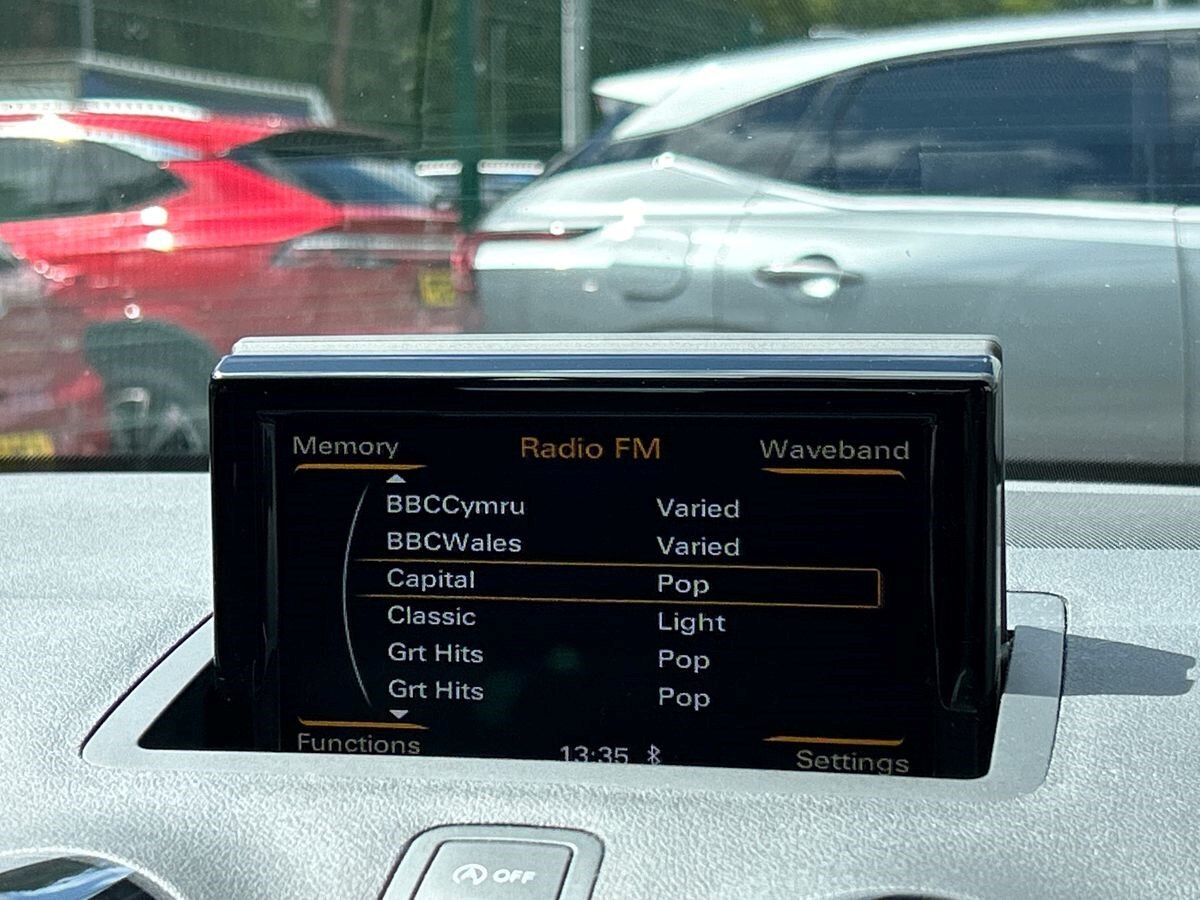 Memory Radio FM Waveband
BBCCymru Varied
BBCWales Varied
Capital Pop
Classic Light
Grt Hits Pop
Grt Hits Pop
Functions 13:35 Settings
A OFF